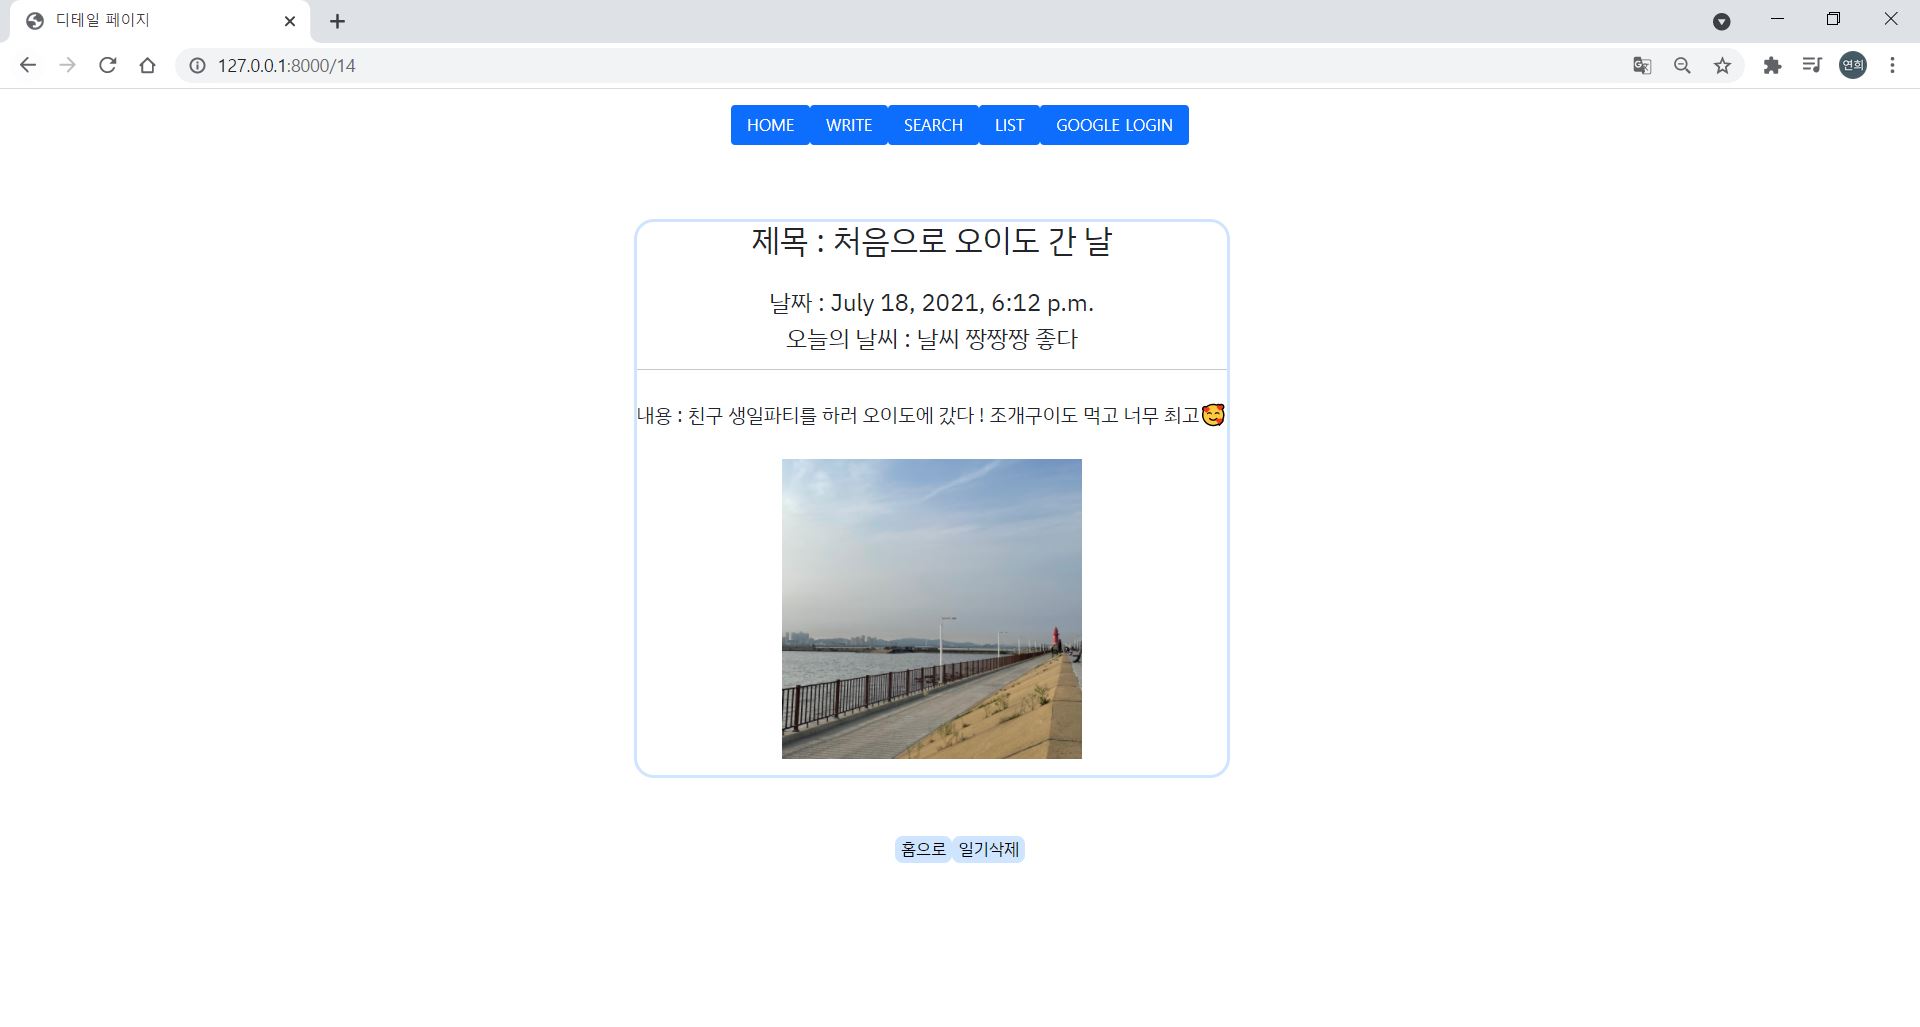 디테일 페이지
127.0.0.1:8000/14
연희
HOME WRITE SEARCH LIST GOOGLE LOGIN
제목 : 처음으로 오이도 간 날
날짜 : July 18, 2021, 6:12 p.m.
오늘의 날씨 : 날씨 짱짱짱 좋다
내용 : 친구 생일파티를 하러 오이도에 갔다 ! 조개구이도 먹고 너무 최고🥰
홈으로 일기삭제